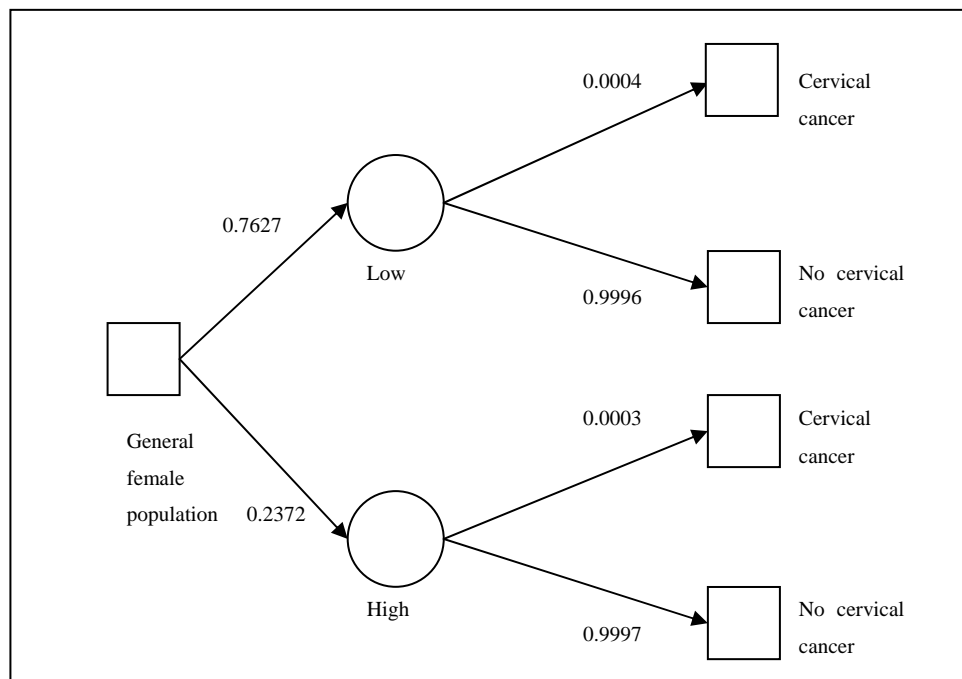 0.0004
Cervical
cancer
0.7627
Low
0.9996
No cervical
cancer
General
female
population
0.2372
High
0.0003
Cervical
cancer
0.9997
No cervical
cancer